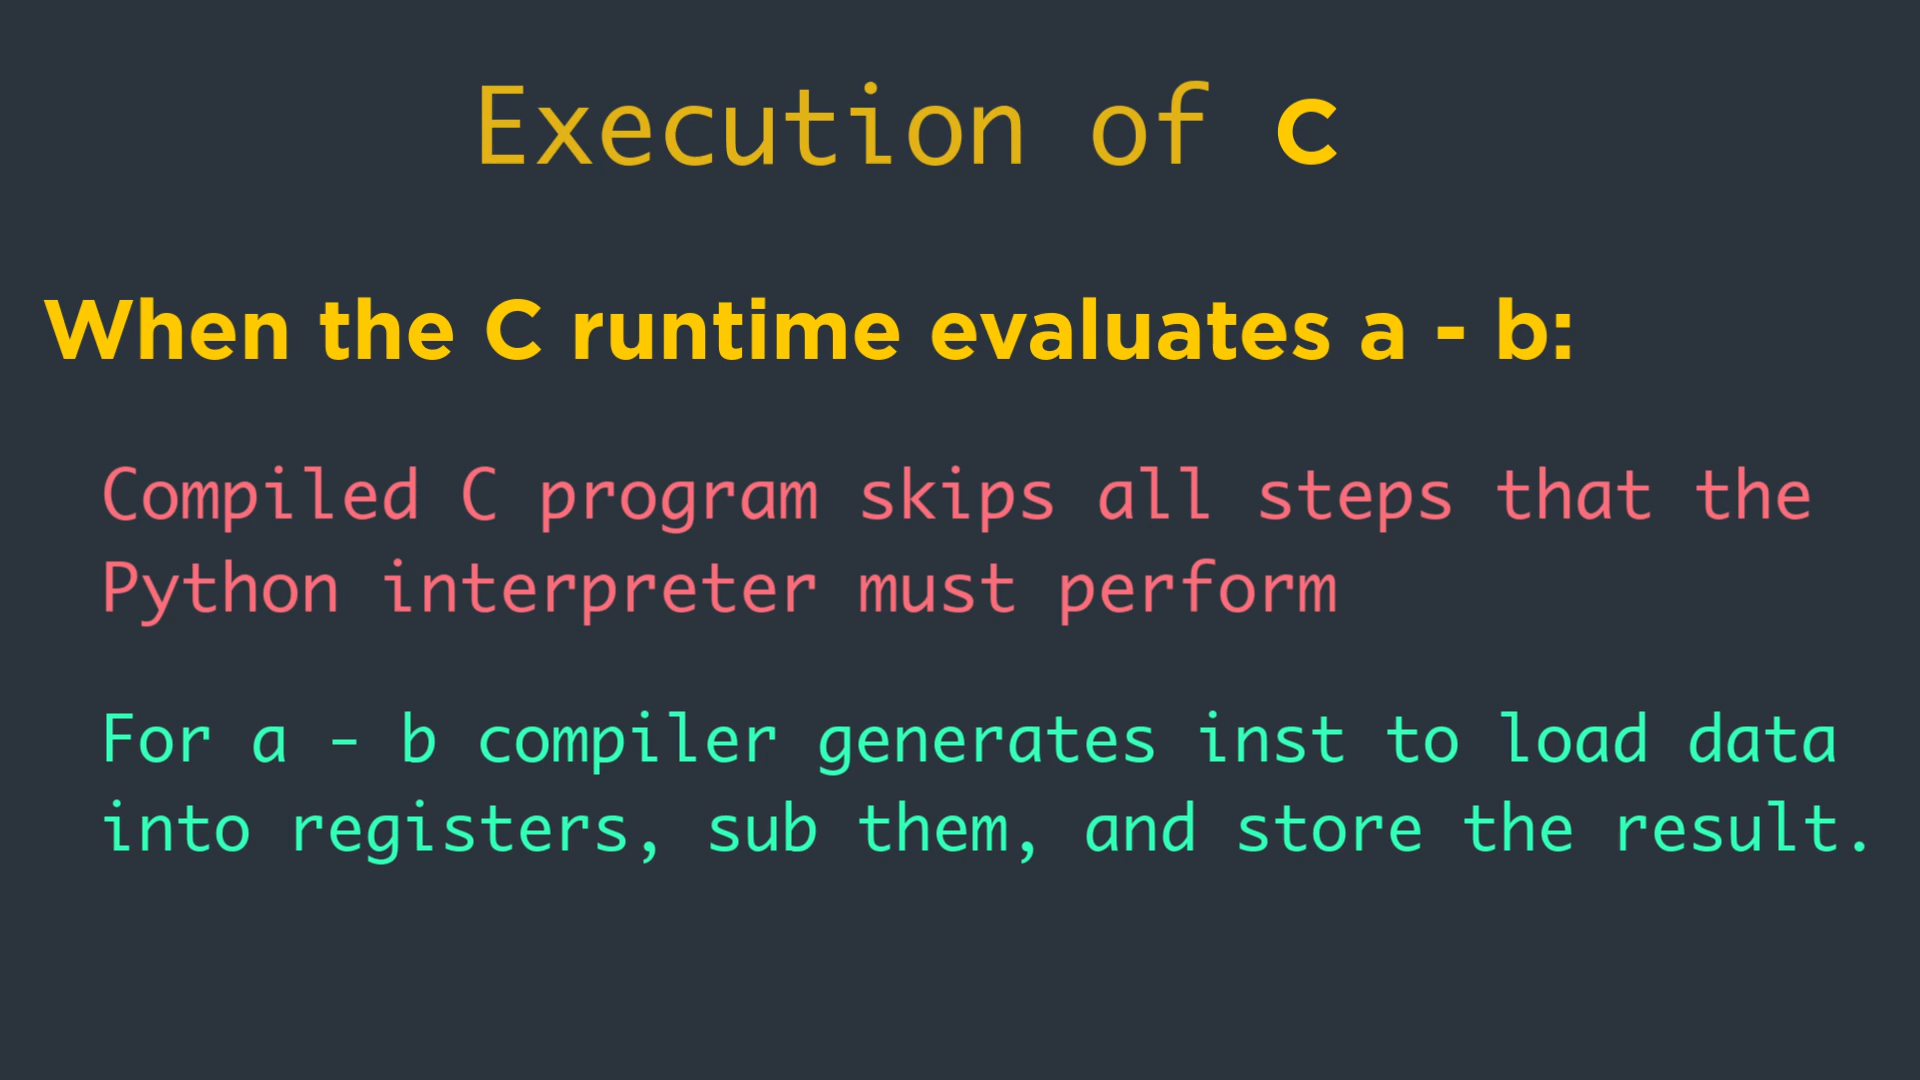 Execution of C
When the C runtime evaluates a - b:
Compiled C program skips all steps that the
Python interpreter must perform
For a - b compiler generates inst to load data
into registers, sub them, and store the result.